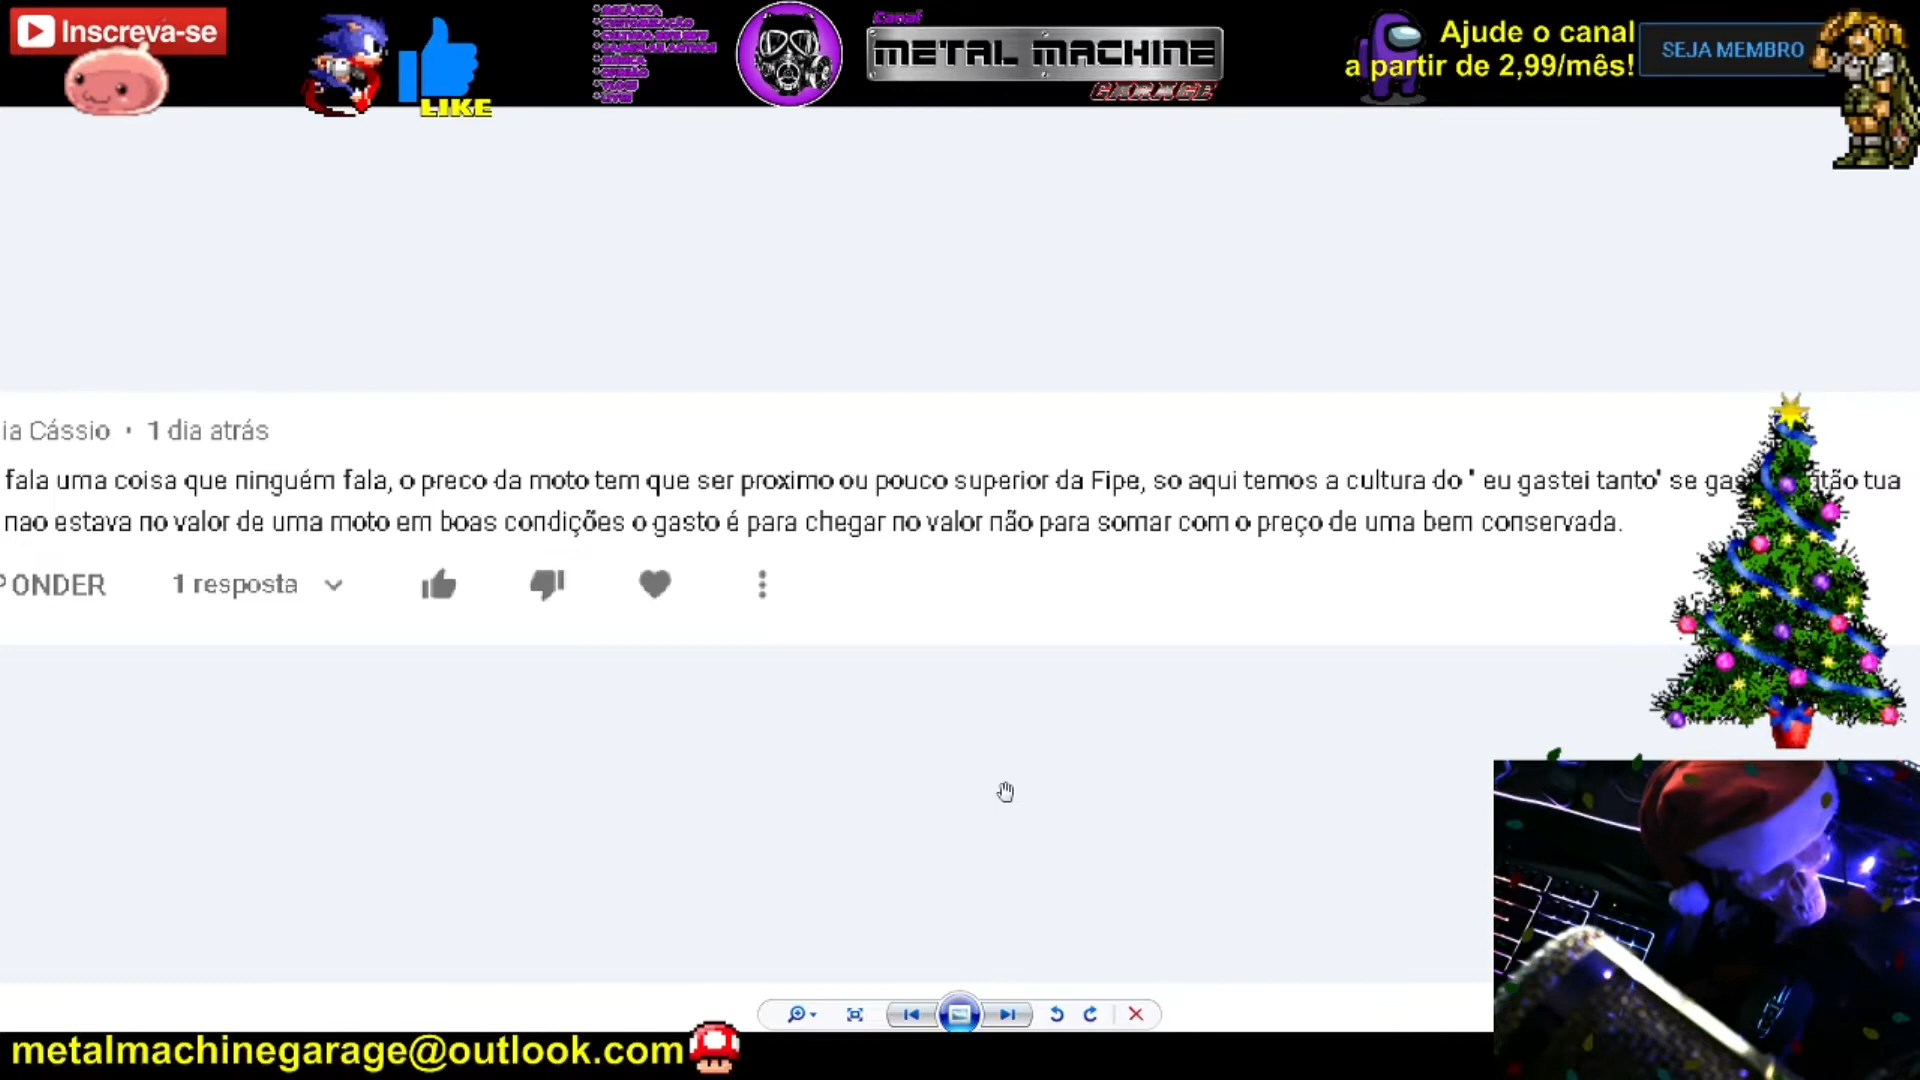 Inscreva-se
LIKE
Canal
METAL MACHINE
GARAGE
Ajude o canal
a partir de 2,99/mês!
SEJA MEMBRO
ia Cássio • 1 dia atrás
fala uma coisa que ninguém fala, o preco da moto tem que ser proximo ou pouco superior da Fipe, so aqui temos a cultura do " eu gastei tanto" se tua
nao estava no valor de uma moto em boas condições o gasto é para chegar no valor não para somar com o preço de uma bem conservada.
PONDER 1 resposta
metalmachinegarage@outlook.com